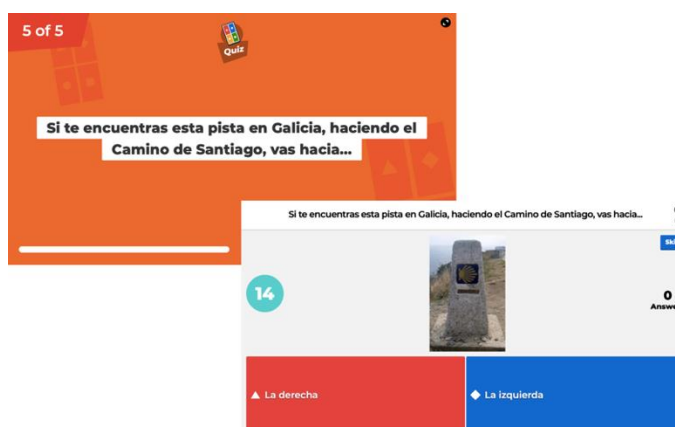 5 of 5
Quiz
Si te encuentras esta pista en Galicia, haciendo el
Camino de Santiago, vas hacia...
Si te encuentras esta pista en Galicia, haciendo el Camino de Santiago, vas hacia...
14
0
La derecha
La izquierda